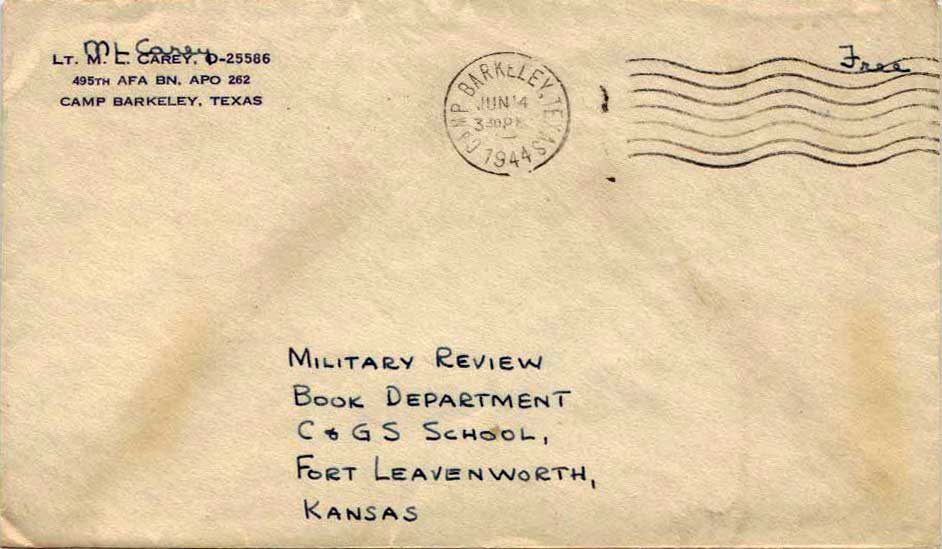 M L Carey
LT. M. L. CAREY, O-25586
495TH AFA BN, APO 262
CAMP BARKELEY, TEXAS
CAMP BARKELEY, TEXAS
JUN 14
3 30 PM
1944
Free
MILITARY REVIEW
BOOK DEPARTMENT
C & G S SCHOOL,
FORT LEAVENWORTH,
KANSAS